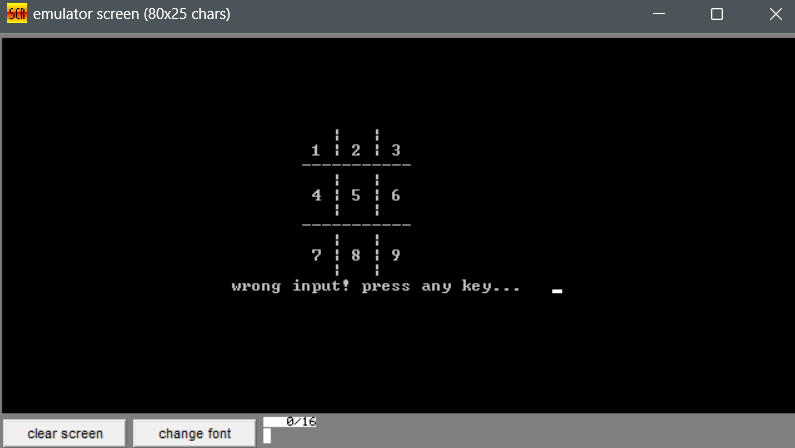 SCR emulator screen (80x25 chars)
1 ¦ 2 ¦ 3
-----------
4 ¦ 5 ¦ 6
-----------
7 ¦ 8 ¦ 9
wrong input! press any key... _
clear screen change font 0/16